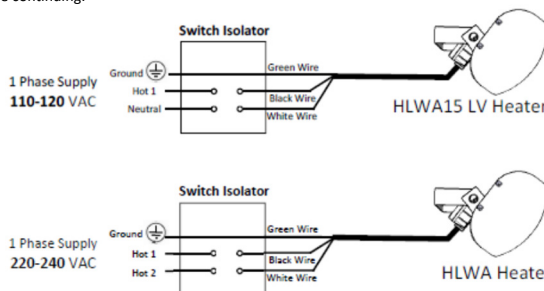 continuing.
Switch Isolator
Ground
Green Wire
1 Phase Supply
110-120 VAC
Hot 1
Black Wire
Neutral
White Wire
HLWA15 LV Heater
Switch Isolator
Ground
Green Wire
1 Phase Supply
220-240 VAC
Hot 1
Black Wire
Hot 2
White Wire
HLWA Heate